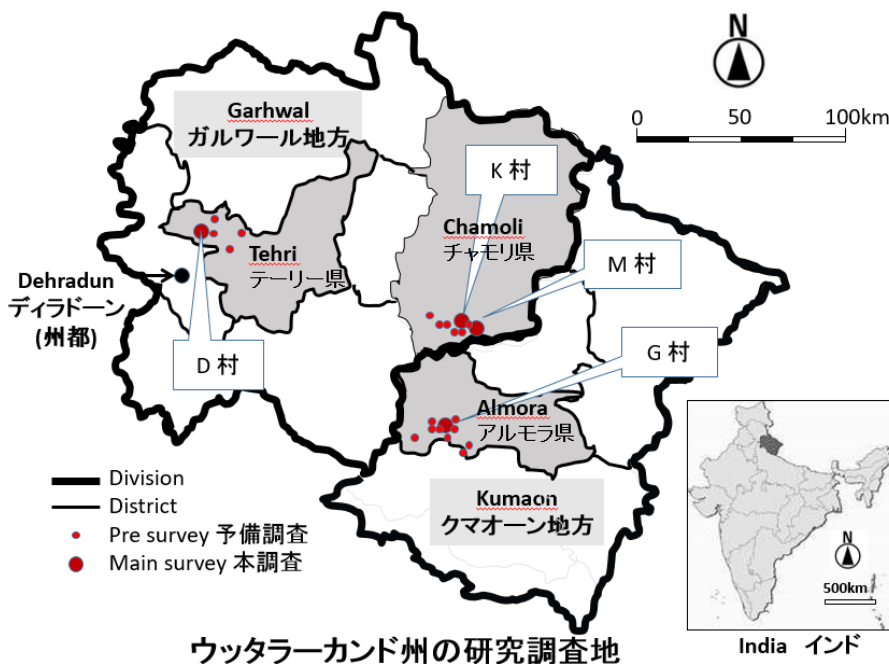 N
0 50 100km
Garhwal
ガルワール地方
K 村
Chamoli
チャモリ県
M 村
Tehri
テーリー県
Dehradun
ディラドーン
(州都)
D 村
G 村
Almora
アルモラ県
Kumaon
クマオーン地方
Division
District
Pre survey 予備調査
Main survey 本調査
N
500km
India インド
ウッタラーカンド州の研究調査地